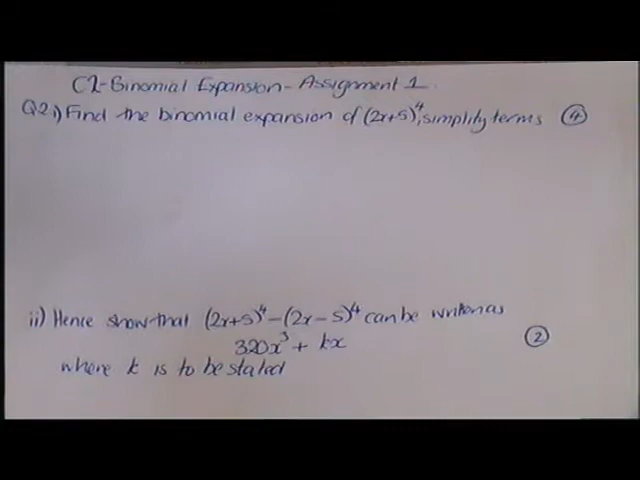 C2-Binomial Expansion - Assignment 1.
Q2 i) Find the binomial expansion of (2x+5)⁴, simplify terms ④
ii) Hence show that (2x+5)⁴ - (2x-5)⁴ can be written as
320x³ + kx ②
where k is to be stated